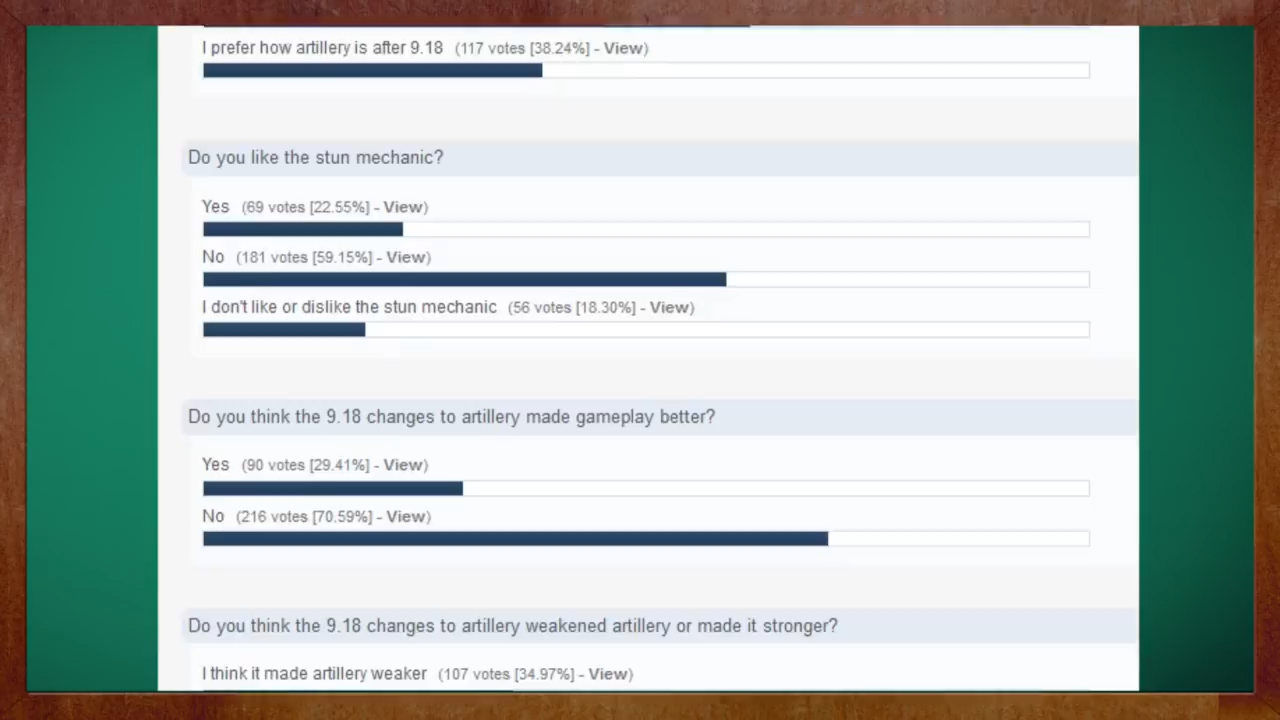 I prefer how artillery is after 9.18 (117 votes [38.24%] - View)
Do you like the stun mechanic?
Yes (69 votes [22.55%] - View)
No (181 votes [59.15%] - View)
I don't like or dislike the stun mechanic (56 votes [18.30%] - View)
Do you think the 9.18 changes to artillery made gameplay better?
Yes (90 votes [29.41%] - View)
No (216 votes [70.59%] - View)
Do you think the 9.18 changes to artillery weakened artillery or made it stronger?
I think it made artillery weaker (107 votes [34.97%] - View)